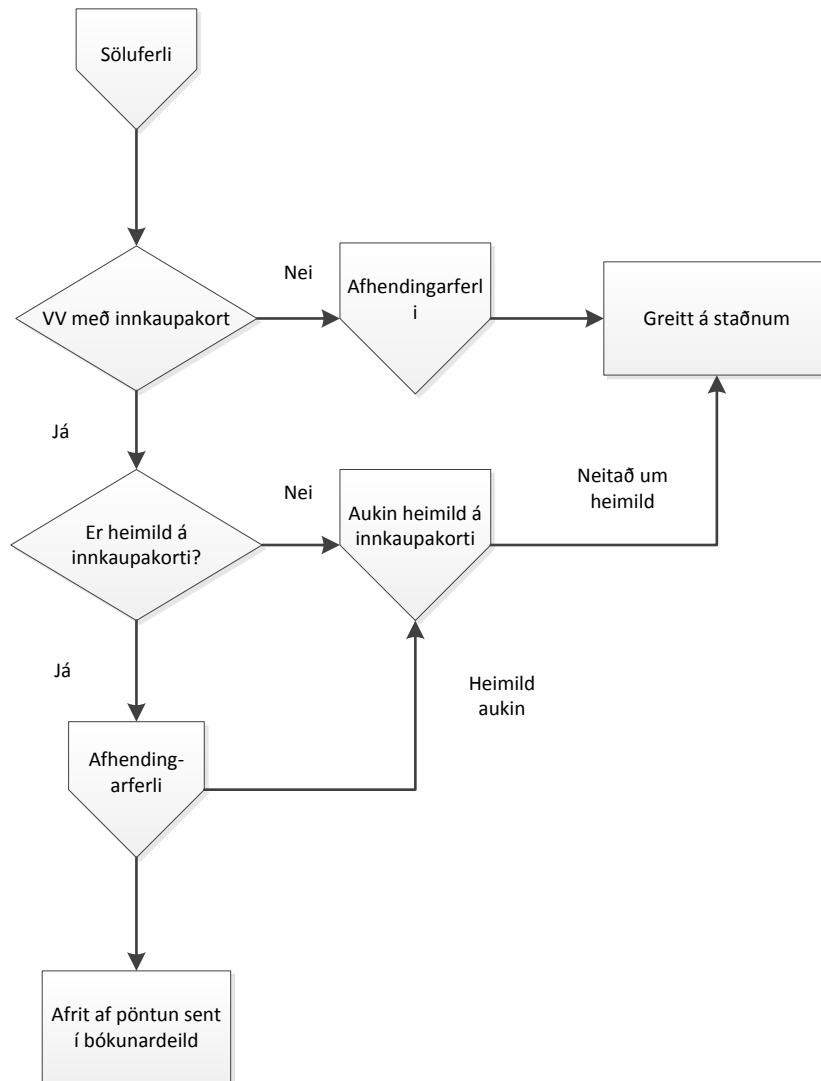 Söluferli
VV með innkaupakort
Nei
Afhendingarferl
i
Greitt á staðnum
Já
Er heimild á
innkaupakorti?
Nei
Aukin heimild á
innkaupakorti
Neitað um
heimild
Já
Heimild
aukin
Afhending-
arferli
Afrit af pöntun sent
í bókunardeild